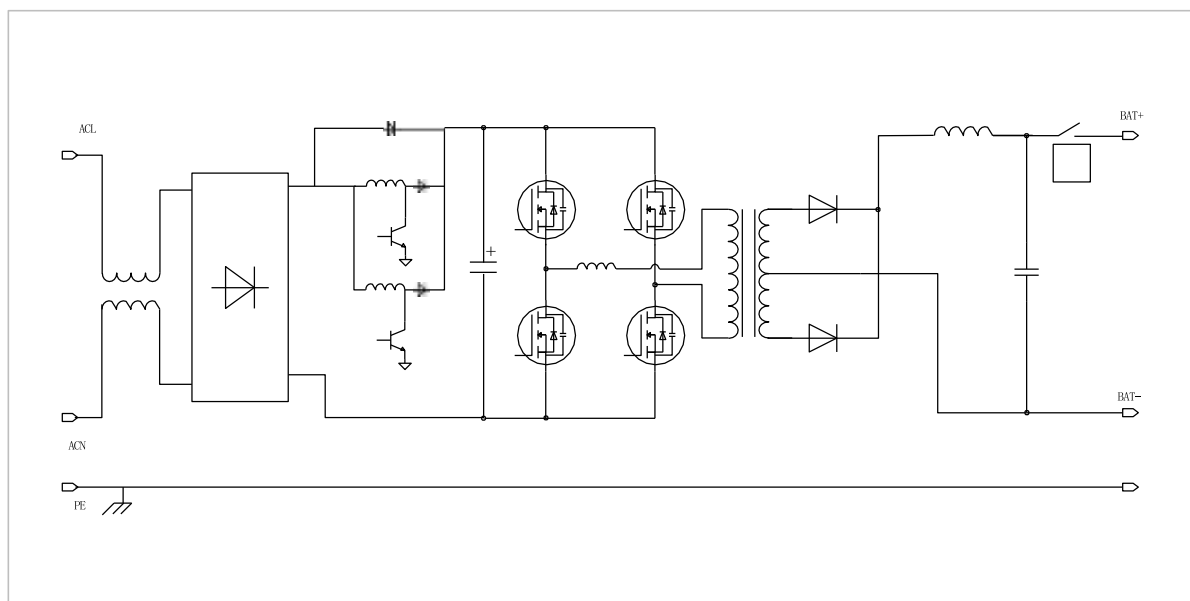 ACL
BAT+
+
BAT-
ACN
PE